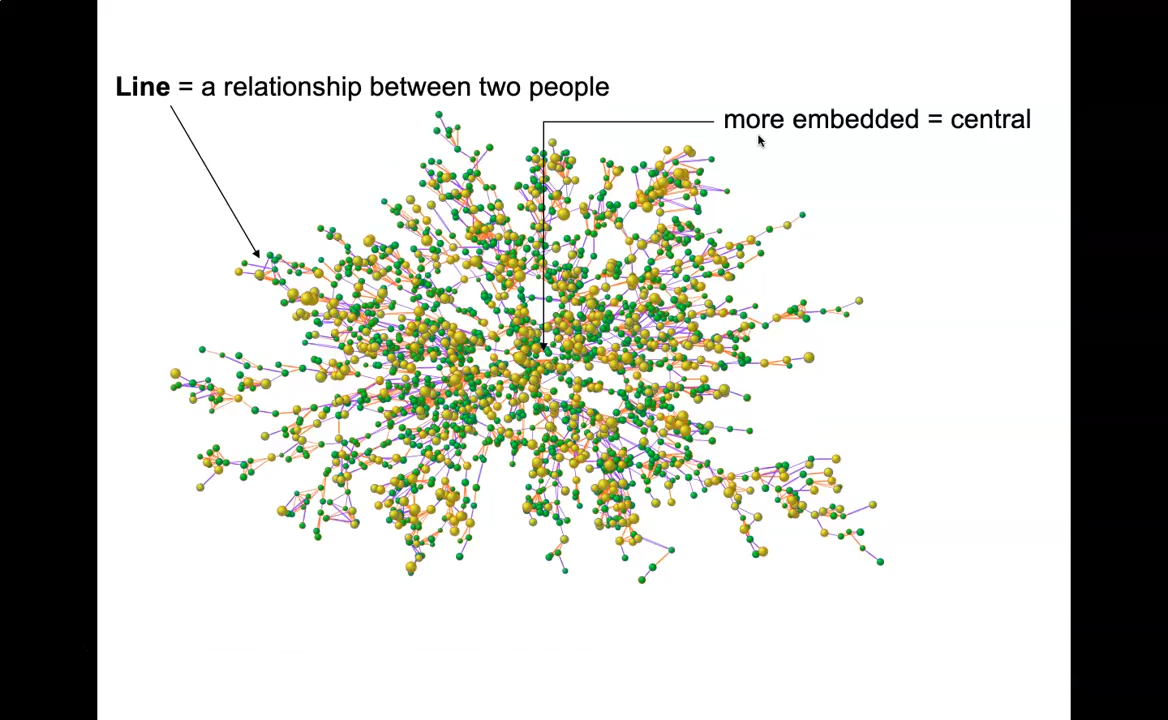 Line = a relationship between two people
more embedded = central